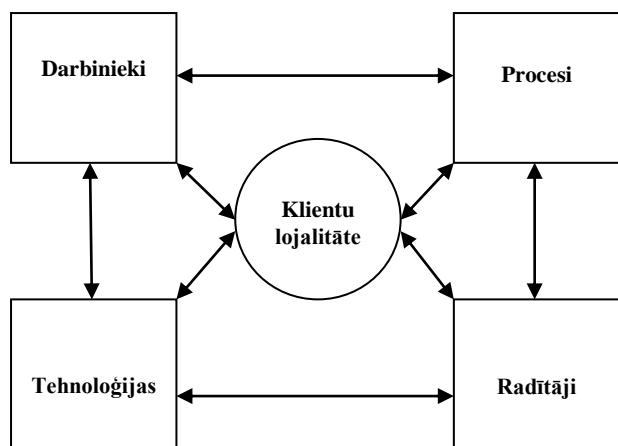 Darbinieki
Procesi
Klientu
lojalitāte
Tehnoloģijas
Radītāji